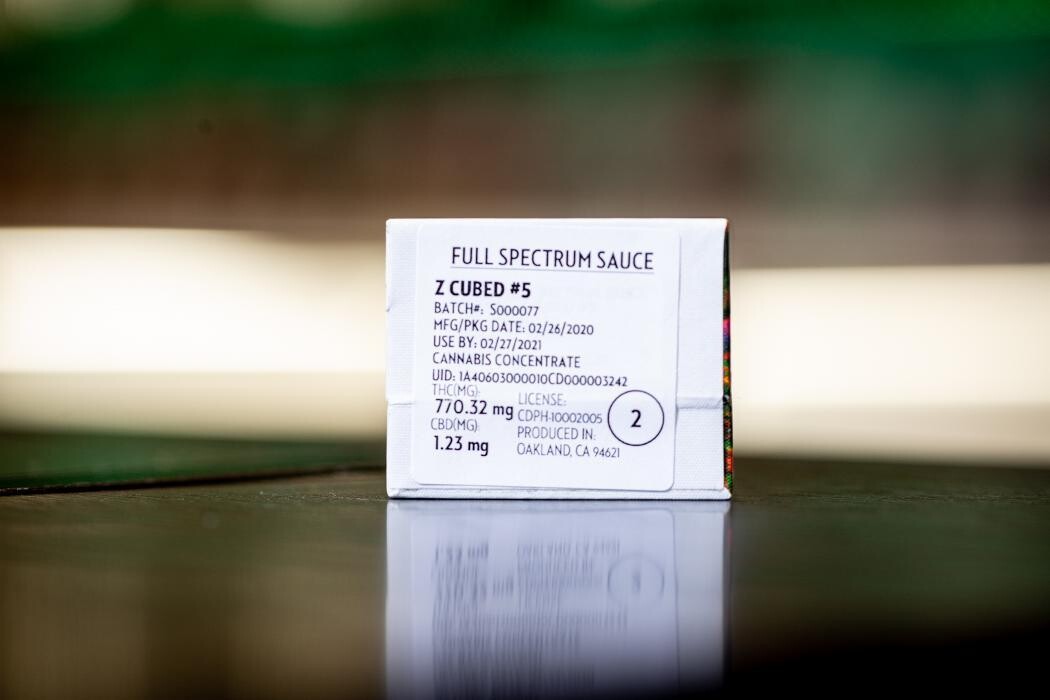 FULL SPECTRUM SAUCE
Z CUBED #5
BATCH#: S000077
MFG/PKG DATE: 02/26/2020
USE BY: 02/27/2021
CANNABIS CONCENTRATE
UID: 1A40603000010CD000003242
THC(MG):
770.32 mg
CBD(MG):
1.23 mg
LICENSE:
CDPH-10002005
PRODUCED IN:
OAKLAND, CA 94621
2